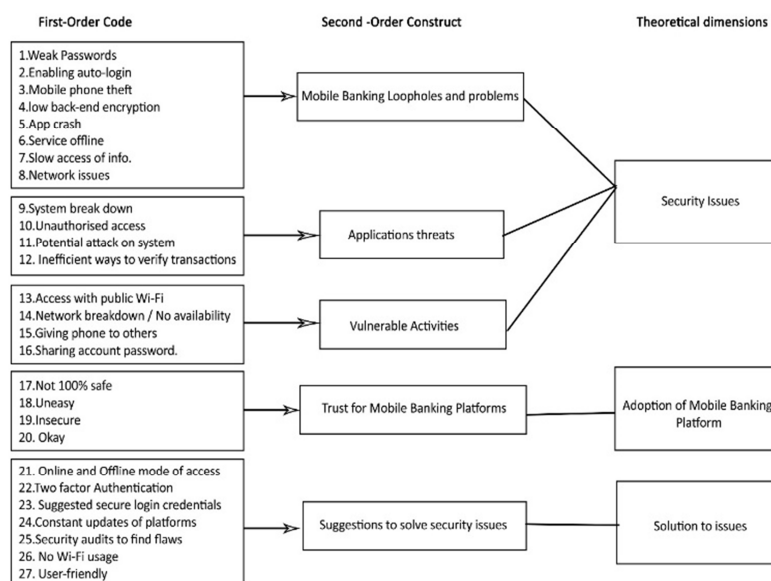 First-Order Code
Second -Order Construct
Theoretical dimensions
1.Weak Passwords
2.Enabling auto-login
3.Mobile phone theft
4.low back-end encryption
5.App crash
6.Service offline
7.Slow access of info.
8.Network issues
Mobile Banking Loopholes and problems
Security Issues
9.System break down
10.Unauthorised access
11.Potential attack on system
12. Inefficient ways to verify transactions
Applications threats
13.Access with public Wi-Fi
14.Network breakdown / No availability
15.Giving phone to others
16.Sharing account password.
Vulnerable Activities
17.Not 100% safe
18.Uneasy
19.Insecure
20. Okay
Trust for Mobile Banking Platforms
Adoption of Mobile Banking
Platform
21. Online and Offline mode of access
22.Two factor Authentication
23. Suggested secure login credentials
24.Constant updates of platforms
25.Security audits to find flaws
26. No Wi-Fi usage
27. User-friendly
Suggestions to solve security issues
Solution to issues